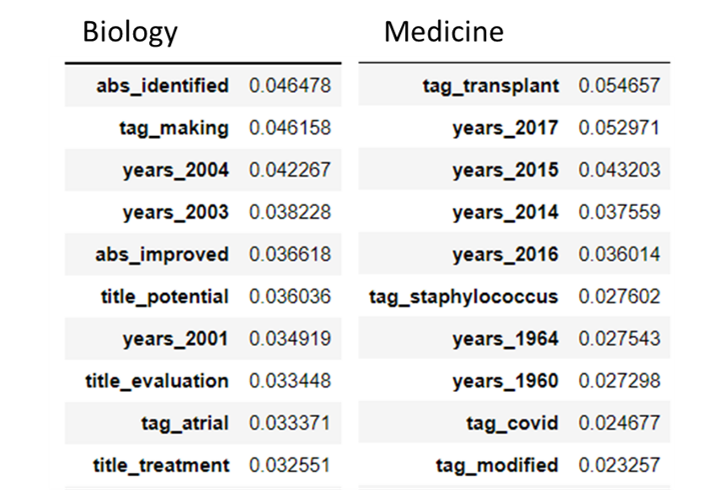 Biology
abs_identified 0.046478
tag_making 0.046158
years_2004 0.042267
years_2003 0.038228
abs_improved 0.036618
title_potential 0.036036
years_2001 0.034919
title_evaluation 0.033448
tag_atrial 0.033371
title_treatment 0.032551
Medicine
tag_transplant 0.054657
years_2017 0.052971
years_2015 0.043203
years_2014 0.037559
years_2016 0.036014
tag_staphylococcus 0.027602
years_1964 0.027543
years_1960 0.027298
tag_covid 0.024677
tag_modified 0.023257